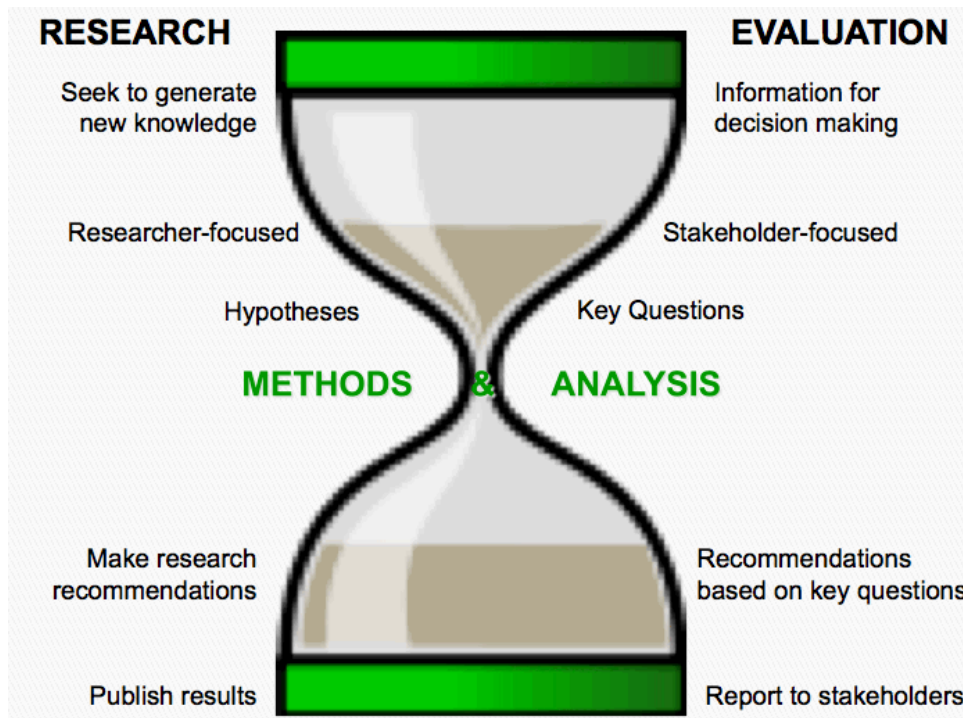 RESEARCH
EVALUATION
Seek to generate
new knowledge
Information for
decision making
Researcher-focused
Stakeholder-focused
Hypotheses
Key Questions
METHODS & ANALYSIS
Make research
recommendations
Recommendations
based on key questions
Publish results
Report to stakeholders